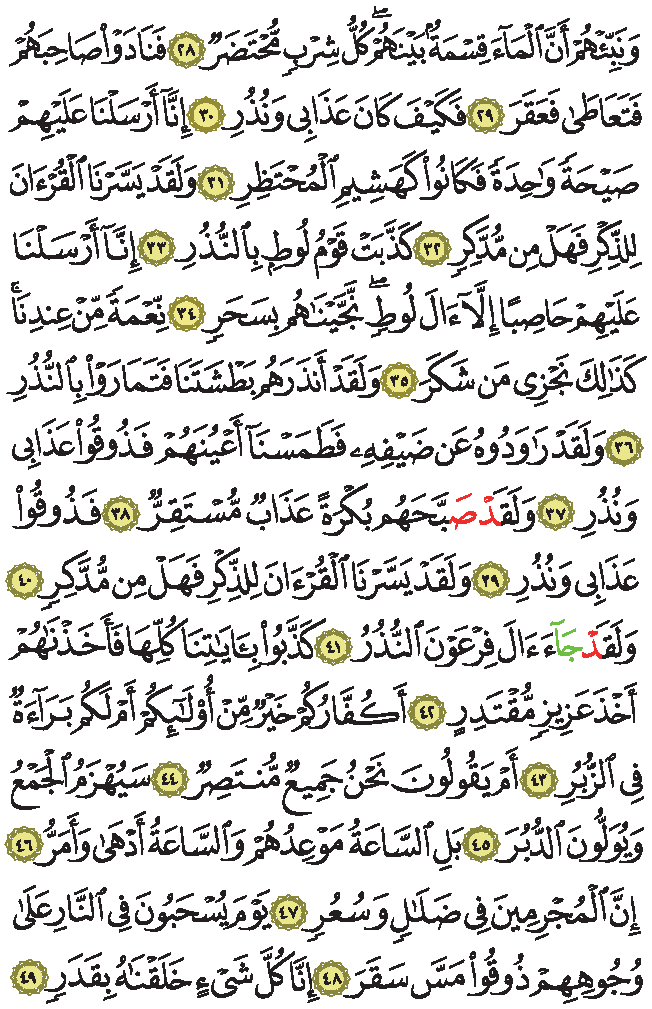 وَنَبِّئْهُمْ أَنَّ ٱلْمَآءَ قِسْمَةٌۢ بَيْنَهُمْۖ كُلُّ شِرْبٍ مُّحْتَضَرٌ ٢٨ فَنَادَوْا۟ صَاحِبَهُمْ
فَتَعَاطَىٰ فَعَقَرَ ٢٩ فَكَيْفَ كَانَ عَذَابِى وَنُذُرِ ٣٠ إِنَّآ أَرْسَلْنَا عَلَيْهِمْ
صَيْحَةً وَٰحِدَةً فَكَانُوا۟ كَهَشِيمِ ٱلْمُحْتَظِرِ ٣١ وَلَقَدْ يَسَّرْنَا ٱلْقُرْءَانَ
لِلذِّكْرِ فَهَلْ مِن مُّدَّكِرٍ ٣٢ كَذَّبَتْ قَوْمُ لُوطٍۭ بِٱلنُّذُرِ ٣٣ إِنَّآ أَرْسَلْنَا
عَلَيْهِمْ حَاصِبًا إِلَّآ ءَالَ لُوطٍۖ نَّجَّيْنَٰهُم بِسَحَرٍ ٣٤ نِّعْمَةً مِّنْ عِندِنَاۚ
كَذَٰلِكَ نَجْزِى مَن شَكَرَ ٣٥ وَلَقَدْ أَنذَرَهُم بَطْشَتَنَا فَتَمَارَوْا۟ بِٱلنُّذُرِ
٣٦ وَلَقَدْ رَٰوَدُوهُ عَن ضَيْفِهِۦ فَطَمَسْنَآ أَعْيُنَهُمْ فَذُوقُوا۟ عَذَابِى
وَنُذُرِ ٣٧ وَلَقَدْ صَبَّحَهُم بُكْرَةً عَذَابٌ مُّسْتَقِرٌّ ٣٨ فَذُوقُوا۟
عَذَابِى وَنُذُرِ ٣٩ وَلَقَدْ يَسَّرْنَا ٱلْقُرْءَانَ لِلذِّكْرِ فَهَلْ مِن مُّدَّكِرٍ ٤٠
وَلَقَدْ جَآءَ ءَالَ فِرْعَوْنَ ٱلنُّذُرُ ٤١ كَذَّبُوا۟ بِـَٔايَٰتِنَا كُلِّهَا فَأَخَذْنَٰهُمْ
أَخْذَ عَزِيزٍ مُّقْتَدِرٍ ٤٢ أَكُفَّارُكُمْ خَيْرٌ مِّنْ أُو۟لَٰٓئِكُمْ أَمْ لَكُم بَرَآءَةٌ
فِى ٱلزُّبُرِ ٤٣ أَمْ يَقُولُونَ نَحْنُ جَمِيعٌ مُّنتَصِرٌ ٤٤ سَيُهْزَمُ ٱلْجَمْعُ
وَيُوَلُّونَ ٱلدُّبُرَ ٤٥ بَلِ ٱلسَّاعَةُ مَوْعِدُهُمْ وَٱلسَّاعَةُ أَدْهَىٰ وَأَمَرُّ ٤٦
إِنَّ ٱلْمُجْرِمِينَ فِى ضَلَٰلٍ وَسُعُرٍ ٤٧ يَوْمَ يُسْحَبُونَ فِى ٱلنَّارِ عَلَىٰ
وُجُوهِهِمْ ذُوقُوا۟ مَسَّ سَقَرَ ٤٨ إِنَّا كُلَّ شَىْءٍ خَلَقْنَٰهُ بِقَدَرٍ ٤٩